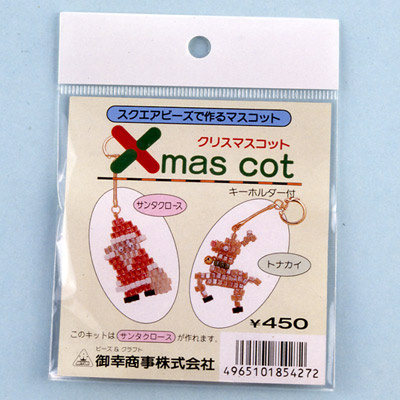 スクエアビーズで作るマスコット
クリスマスコット
Xmas cot
キーホルダー付
サンタクロース
トナカイ
¥450
このキットは サンタクロース が作れます。
ビーズ & クラフト
御幸商事株式会社
4965101854272